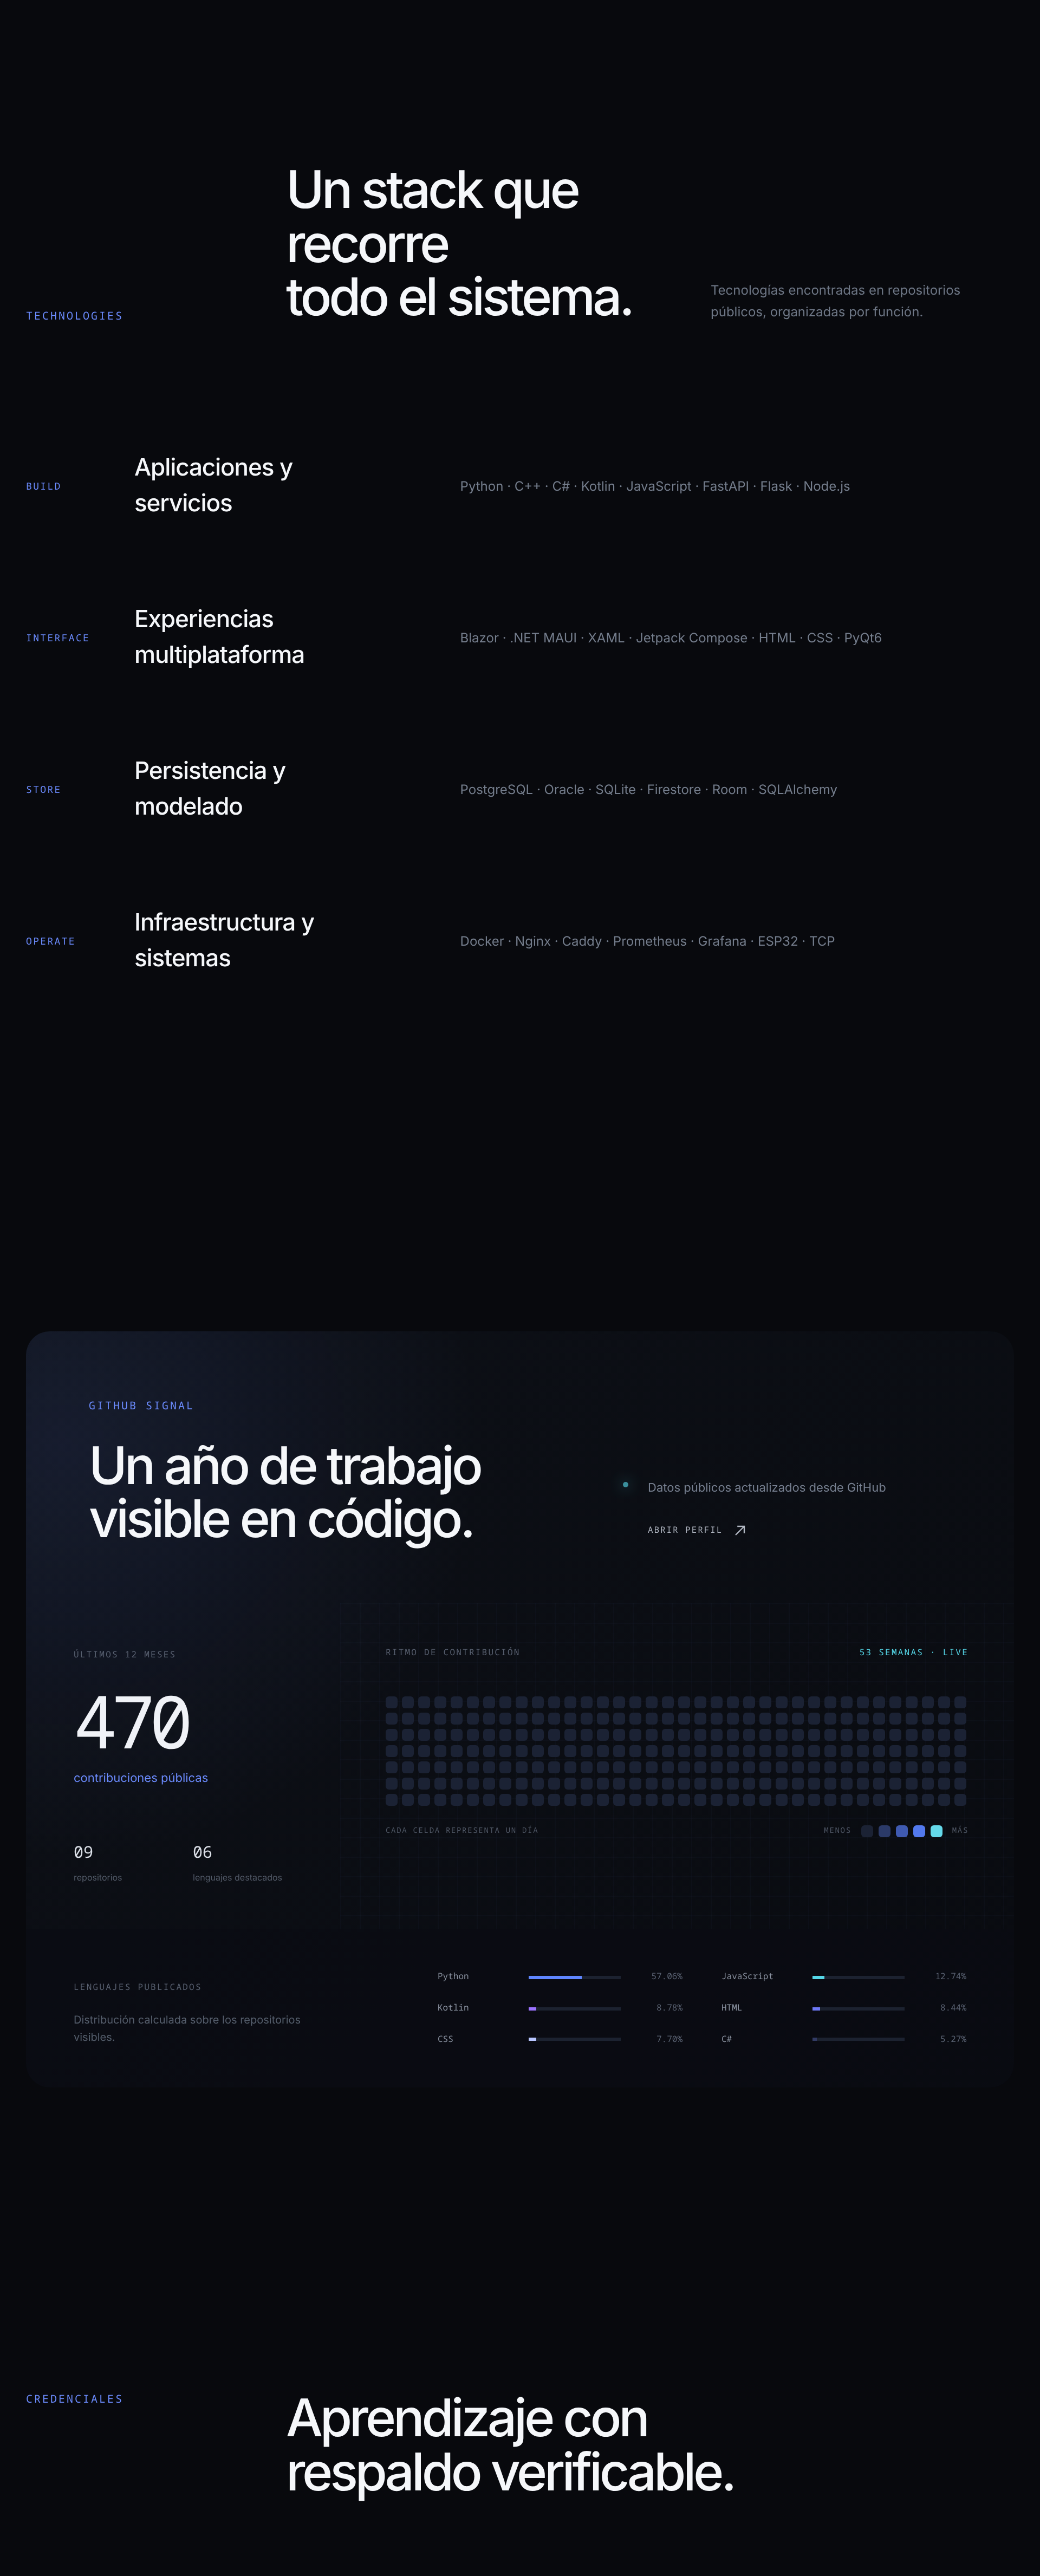 Un stack que
recorre
todo el sistema.
TECHNOLOGIES
Tecnologías encontradas en repositorios
públicos, organizadas por función.
BUILD
Aplicaciones y
servicios
Python · C++ · C# · Kotlin · JavaScript · FastAPI · Flask · Node.js
INTERFACE
Experiencias
multiplataforma
Blazor · .NET MAUI · XAML · Jetpack Compose · HTML · CSS · PyQt6
STORE
Persistencia y
modelado
PostgreSQL · Oracle · SQLite · Firestore · Room · SQLAlchemy
OPERATE
Infraestructura y
sistemas
Docker · Nginx · Caddy · Prometheus · Grafana · ESP32 · TCP
GITHUB SIGNAL
Un año de trabajo
visible en código.
Datos públicos actualizados desde GitHub
ABRIR PERFIL
ÚLTIMOS 12 MESES
470
contribuciones públicas
09
repositorios
06
lenguajes destacados
RITMO DE CONTRIBUCIÓN
53 SEMANAS · LIVE
CADA CELDA REPRESENTA UN DÍA
MENOS
MÁS
LENGUAJES PUBLICADOS
Distribución calculada sobre los repositorios
visibles.
Python 57.06%
JavaScript 12.74%
Kotlin 8.78%
HTML 8.44%
CSS 7.70%
C# 5.27%
CREDENCIALES
Aprendizaje con
respaldo verificable.